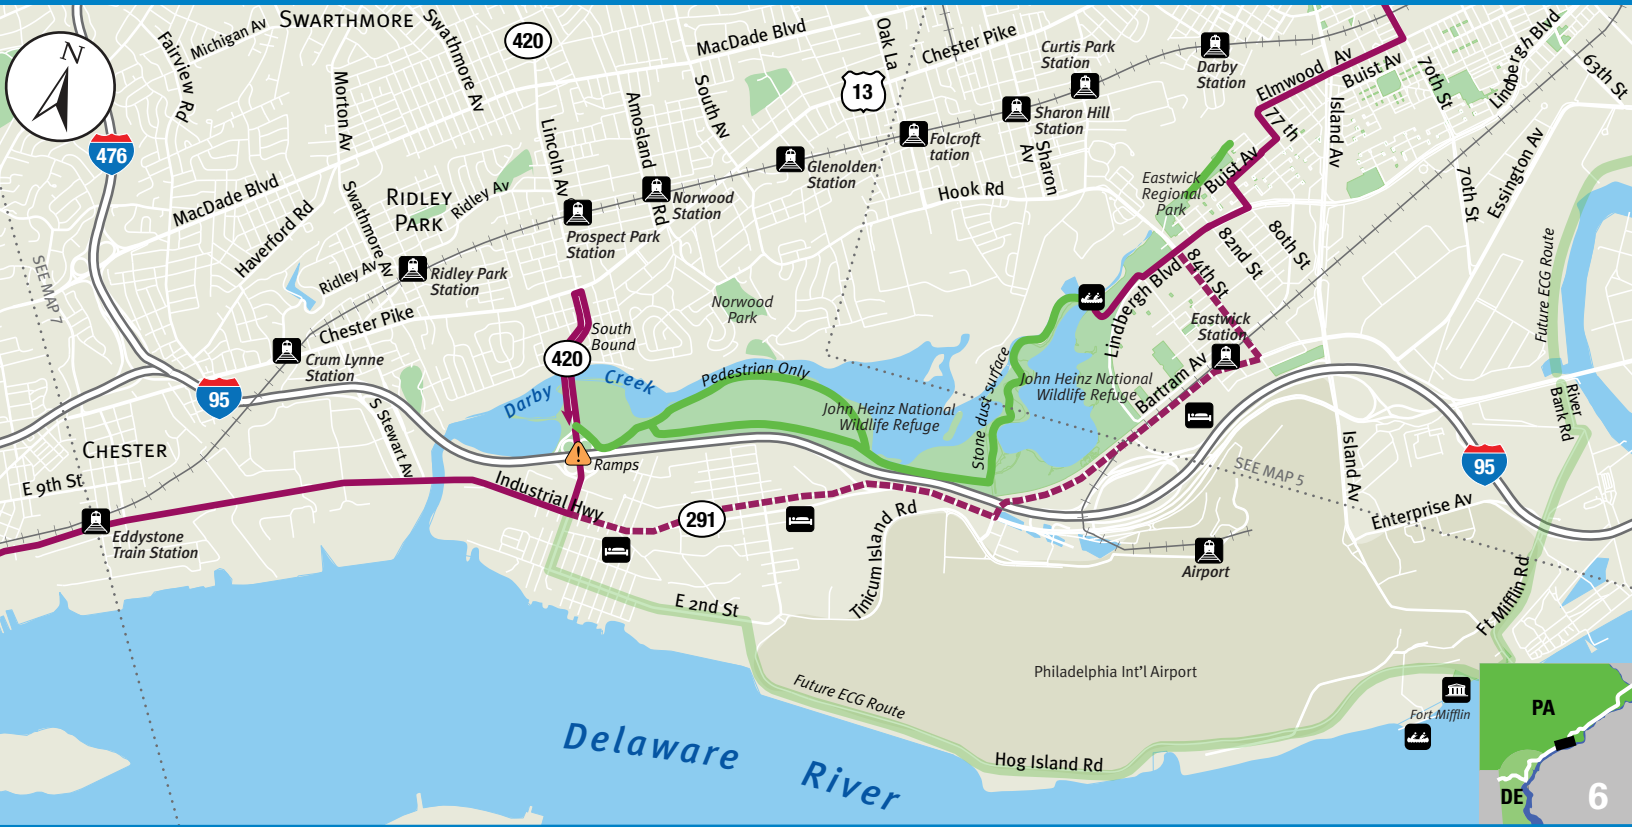 N
SWARTHMORE
Michigan Av
Fairview Rd
Swathmore Av
420
MacDade Blvd
Oak La
Chester Pike
13
Curtis Park
Station
Darby
Station
Elmwood Av
Buist Av
70th St
Lindbergh Blvd
63th St
476
Morton Av
Lincoln Av
Amosland
Rd
South Av
Sharon Hill
Station
Folcroft
tation
Glenolden
Station
Sharon
Av
Hook Rd
77th
Island Av
Buist Av
Eastwick
Regional
Park
70th St
Essington Av
MacDade Blvd
Haverford Rd
Swathmore Av
RIDLEY
PARK
Ridley Av
Norwood
Station
Prospect Park
Station
SEE MAP 7
Ridley Av
Ridley Park
Station
80th St
82nd St
84th St
Future ECG Route
Chester Pike
Crum Lynne
Station
Norwood
Park
South
Bound
420
Lindbergh Blvd
Eastwick
Station
Darby
Creek
Pedestrian Only
Stone dust surface
John Heinz National
Wildlife Refuge
John Heinz National
Wildlife Refuge
Bartram Av
River
Bank Rd
95
S Stewart Av
CHESTER
E 9th St
Ramps
Industrial Hwy
291
SEE MAP 5
Island Av
95
Enterprise Av
Eddystone
Train Station
Tinicum Island Rd
Airport
E 2nd St
Ft Mifflin Rd
Philadelphia Int'l Airport
Future ECG Route
Fort Mifflin
Hog Island Rd
Delaware River
PA
DE
6